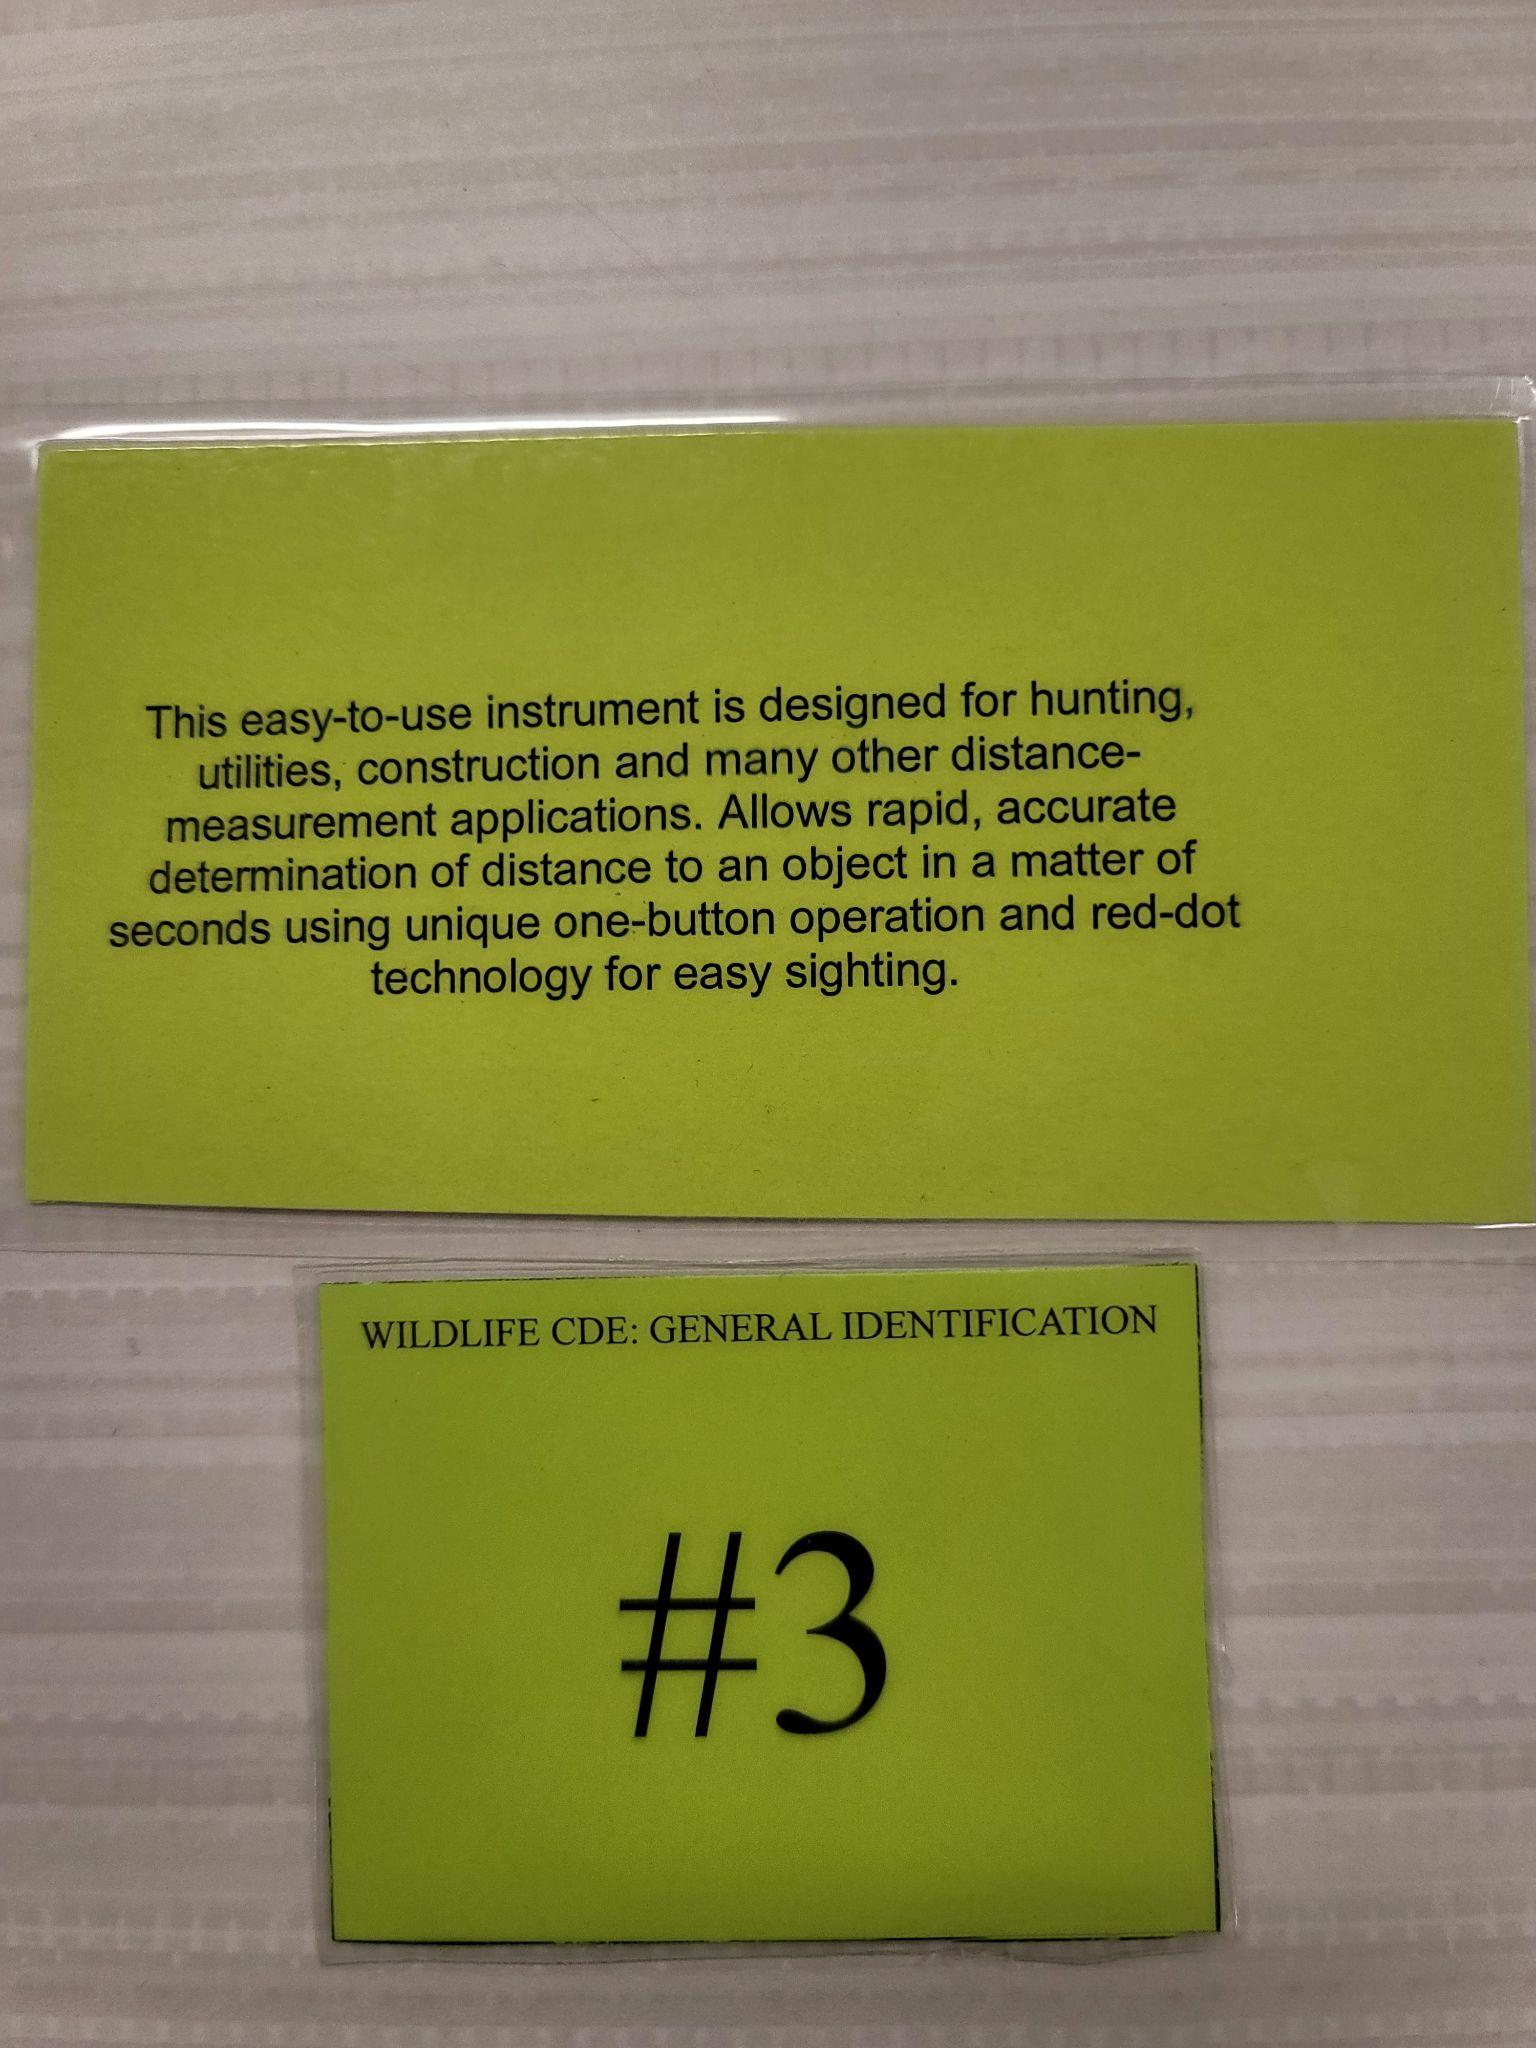 This easy-to-use instrument is designed for hunting,
utilities, construction and many other distance-
measurement applications. Allows rapid, accurate
determination of distance to an object in a matter of
seconds using unique one-button operation and red-dot
technology for easy sighting.
WILDLIFE CDE: GENERAL IDENTIFICATION
#3